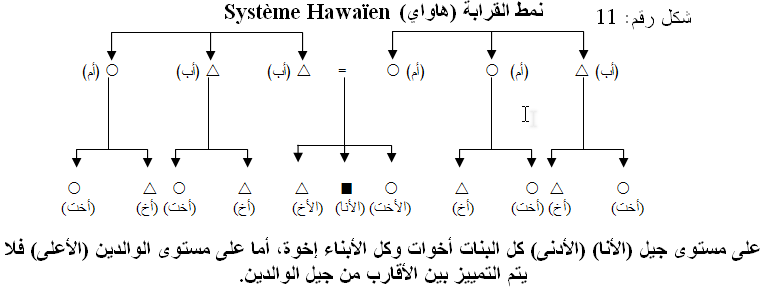 شكل رقم: 11 نمط القرابة (هاواي) Système Hawaïen
(أب) (أم) (أم) = (أب) (أب) (أم)
(أخت) (أخ) (أخت) (أخ) (الأخت) (الأنا) (الأخ) (أخ) (أخت) (أخ) (أخت)
على مستوى جيل (الأنا) (الأدنى) كل البنات أخوات وكل الأبناء إخوة، أما على مستوى الوالدين (الأعلى) فلا
يتم التمييز بين الأقارب من جيل الوالدين.